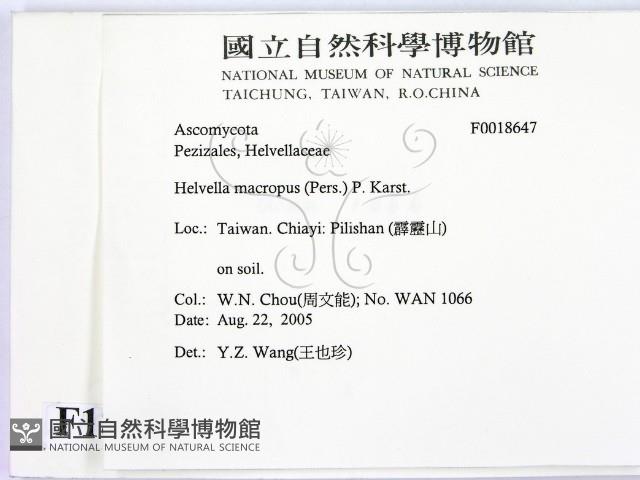 國立自然科學博物館
NATIONAL MUSEUM OF NATURAL SCIENCE
TAICHUNG, TAIWAN, R.O.CHINA
Ascomycota F0018647
Pezizales, Helvellaceae
Helvella macropus (Pers.) P. Karst.
Loc.: Taiwan. Chiayi: Pilishan (霹靂山)
on soil.
Col.: W.N. Chou(周文能); No. WAN 1066
Date: Aug. 22, 2005
Det.: Y.Z. Wang(王也珍)
F1
國立自然科學博物館
NATIONAL MUSEUM OF NATURAL SCIENCE